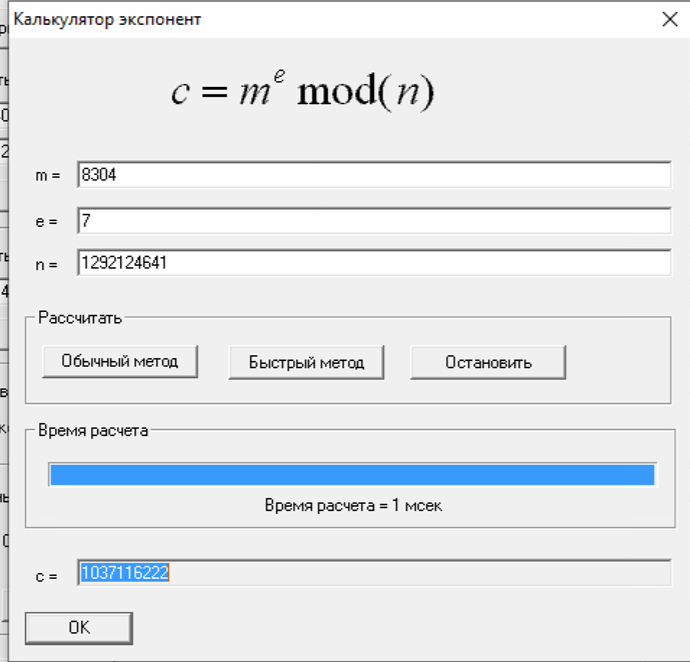 Калькулятор экспонент
c = m^e mod(n)
m = 8304
e = 7
n = 1292124641
Рассчитать
Обычный метод Быстрый метод Остановить
Время расчета
Время расчета = 1 мсек
c = 1037116222
OK